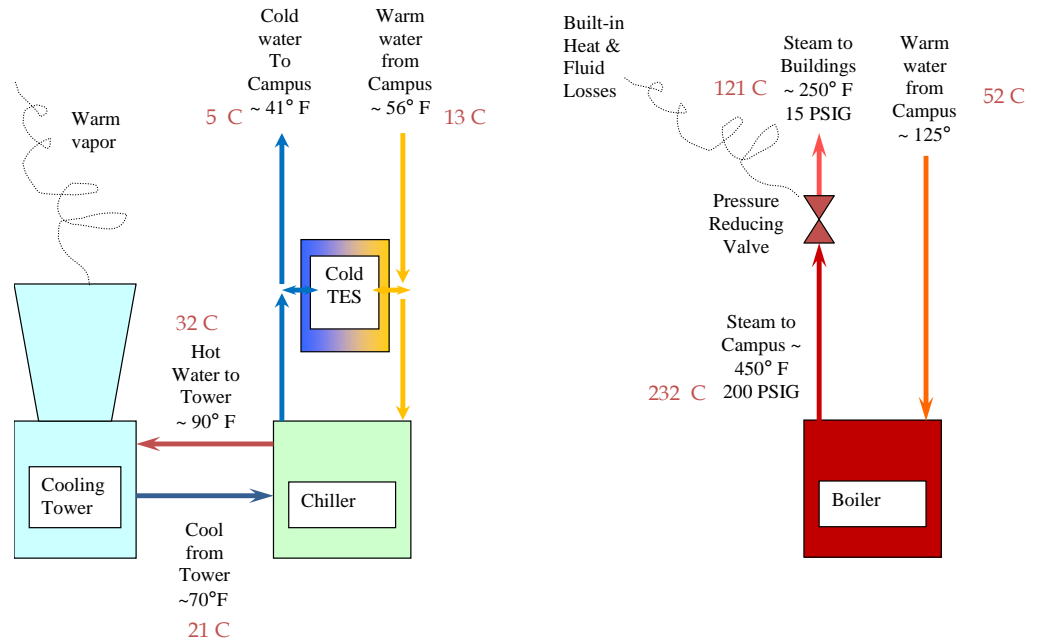 Cold
water
To
Campus
~ 41° F
5 C
Warm
water
from
Campus
~ 56° F
13 C
Warm
vapor
Cold
TES
32 C
Hot
Water to
Tower
~ 90° F
Cooling
Tower
Chiller
Cool
from
Tower
~70°F
21 C
Built-in
Heat &
Fluid
Losses
121 C
Steam to
Buildings
~ 250° F
15 PSIG
Warm
water
from
Campus
~ 125°
52 C
Pressure
Reducing
Valve
Steam to
Campus ~
450° F
200 PSIG
232 C
Boiler